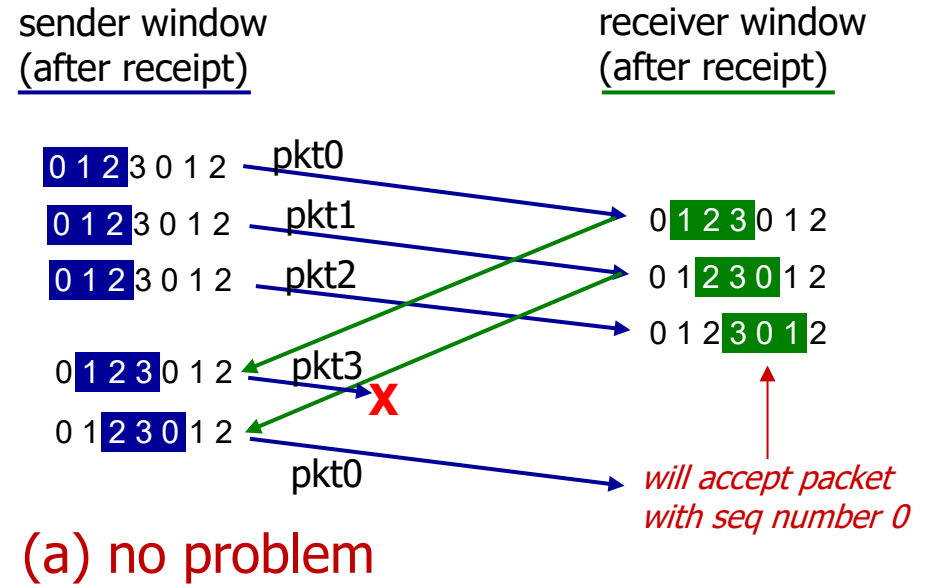 sender window
(after receipt)
receiver window
(after receipt)
0 1 2 3 0 1 2
pkt0
0 1 2 3 0 1 2
pkt1
0 1 2 3 0 1 2
0 1 2 3 0 1 2
pkt2
0 1 2 3 0 1 2
0 1 2 3 0 1 2
0 1 2 3 0 1 2
pkt3
X
0 1 2 3 0 1 2
pkt0
will accept packet
with seq number 0
(a) no problem